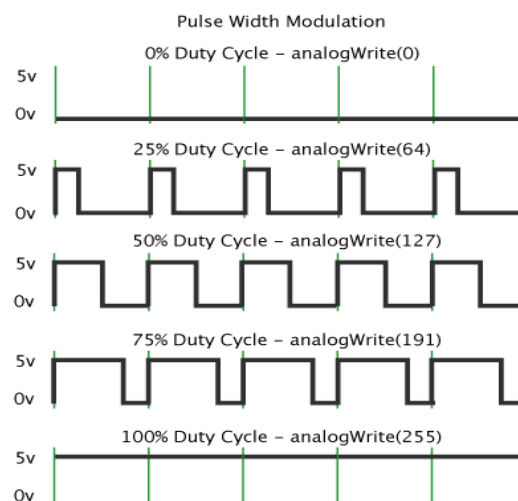 Pulse Width Modulation
0% Duty Cycle – analogWrite(0)
5v
0v
25% Duty Cycle – analogWrite(64)
5v
0v
50% Duty Cycle – analogWrite(127)
5v
0v
75% Duty Cycle – analogWrite(191)
5v
0v
100% Duty Cycle – analogWrite(255)
5v
0v